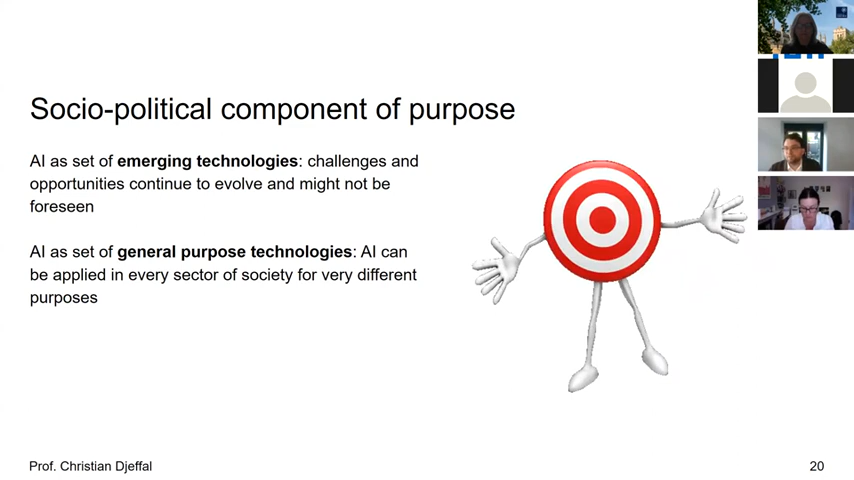 Socio-political component of purpose
AI as set of emerging technologies: challenges and
opportunities continue to evolve and might not be
foreseen
AI as set of general purpose technologies: AI can
be applied in every sector of society for very different
purposes
Prof. Christian Djeffal
20